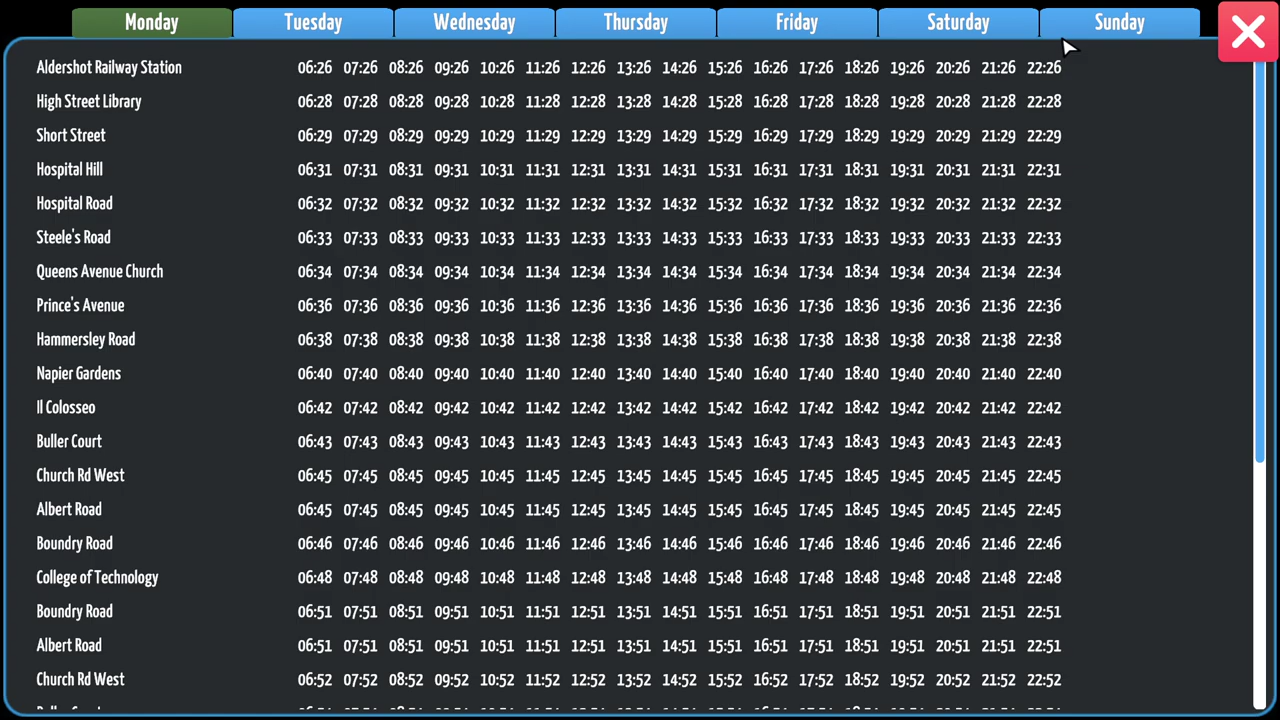 Monday Tuesday Wednesday Thursday Friday Saturday Sunday
Aldershot Railway Station 06:26 07:26 08:26 09:26 10:26 11:26 12:26 13:26 14:26 15:26 16:26 17:26 18:26 19:26 20:26 21:26 22:26
High Street Library 06:28 07:28 08:28 09:28 10:28 11:28 12:28 13:28 14:28 15:28 16:28 17:28 18:28 19:28 20:28 21:28 22:28
Short Street 06:29 07:29 08:29 09:29 10:29 11:29 12:29 13:29 14:29 15:29 16:29 17:29 18:29 19:29 20:29 21:29 22:29
Hospital Hill 06:31 07:31 08:31 09:31 10:31 11:31 12:31 13:31 14:31 15:31 16:31 17:31 18:31 19:31 20:31 21:31 22:31
Hospital Road 06:32 07:32 08:32 09:32 10:32 11:32 12:32 13:32 14:32 15:32 16:32 17:32 18:32 19:32 20:32 21:32 22:32
Steele's Road 06:33 07:33 08:33 09:33 10:33 11:33 12:33 13:33 14:33 15:33 16:33 17:33 18:33 19:33 20:33 21:33 22:33
Queens Avenue Church 06:34 07:34 08:34 09:34 10:34 11:34 12:34 13:34 14:34 15:34 16:34 17:34 18:34 19:34 20:34 21:34 22:34
Prince's Avenue 06:36 07:36 08:36 09:36 10:36 11:36 12:36 13:36 14:36 15:36 16:36 17:36 18:36 19:36 20:36 21:36 22:36
Hammersley Road 06:38 07:38 08:38 09:38 10:38 11:38 12:38 13:38 14:38 15:38 16:38 17:38 18:38 19:38 20:38 21:38 22:38
Napier Gardens 06:40 07:40 08:40 09:40 10:40 11:40 12:40 13:40 14:40 15:40 16:40 17:40 18:40 19:40 20:40 21:40 22:40
Il Colosseo 06:42 07:42 08:42 09:42 10:42 11:42 12:42 13:42 14:42 15:42 16:42 17:42 18:42 19:42 20:42 21:42 22:42
Buller Court 06:43 07:43 08:43 09:43 10:43 11:43 12:43 13:43 14:43 15:43 16:43 17:43 18:43 19:43 20:43 21:43 22:43
Church Rd West 06:45 07:45 08:45 09:45 10:45 11:45 12:45 13:45 14:45 15:45 16:45 17:45 18:45 19:45 20:45 21:45 22:45
Albert Road 06:45 07:45 08:45 09:45 10:45 11:45 12:45 13:45 14:45 15:45 16:45 17:45 18:45 19:45 20:45 21:45 22:45
Boundry Road 06:46 07:46 08:46 09:46 10:46 11:46 12:46 13:46 14:46 15:46 16:46 17:46 18:46 19:46 20:46 21:46 22:46
College of Technology 06:48 07:48 08:48 09:48 10:48 11:48 12:48 13:48 14:48 15:48 16:48 17:48 18:48 19:48 20:48 21:48 22:48
Boundry Road 06:51 07:51 08:51 09:51 10:51 11:51 12:51 13:51 14:51 15:51 16:51 17:51 18:51 19:51 20:51 21:51 22:51
Albert Road 06:51 07:51 08:51 09:51 10:51 11:51 12:51 13:51 14:51 15:51 16:51 17:51 18:51 19:51 20:51 21:51 22:51
Church Rd West 06:52 07:52 08:52 09:52 10:52 11:52 12:52 13:52 14:52 15:52 16:52 17:52 18:52 19:52 20:52 21:52 22:52